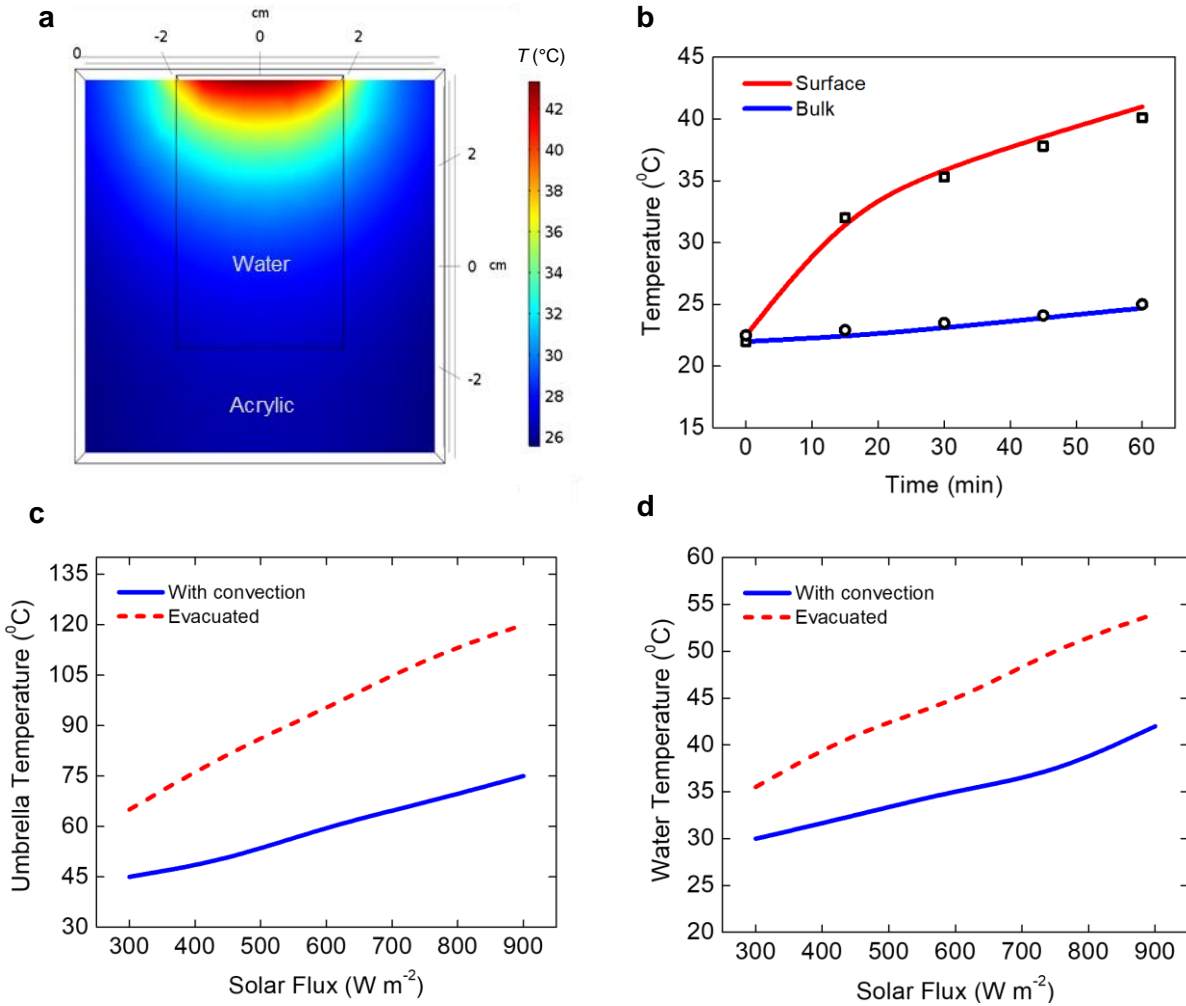 a
cm
-2 0 2
0
T (°C)
42
40
38
36
34
32
30
28
26
2
0 cm
-2
Water
Acrylic
b
45
40
35
30
25
20
15
Temperature (⁰C)
Surface
Bulk
0 10 20 30 40 50 60
Time (min)
c
135
120
105
90
75
60
45
30
Umbrella Temperature (⁰C)
With convection
Evacuated
300 400 500 600 700 800 900
Solar Flux (W m⁻²)
d
60
55
50
45
40
35
30
25
20
Water Temperature (⁰C)
With convection
Evacuated
300 400 500 600 700 800 900
Solar Flux (W m⁻²)